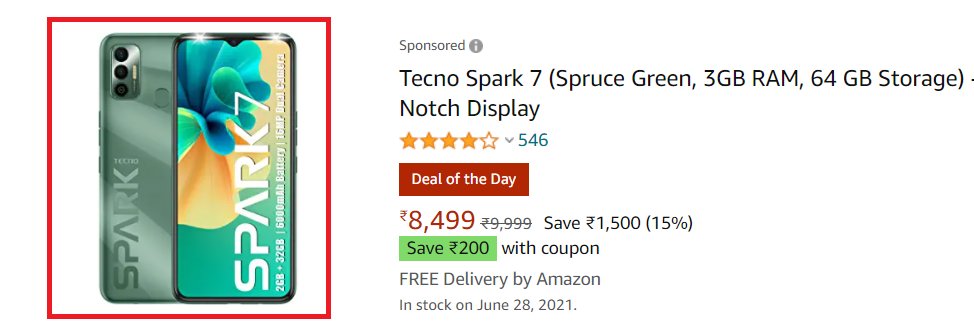 TECNO
SPARK
SPARK 7
2GB + 32GB | 6000mAh Battery | 16MP Dual Camera
Sponsored
Tecno Spark 7 (Spruce Green, 3GB RAM, 64 GB Storage) -
Notch Display
546
Deal of the Day
₹8,499 ₹9,999 Save ₹1,500 (15%)
Save ₹200 with coupon
FREE Delivery by Amazon
In stock on June 28, 2021.